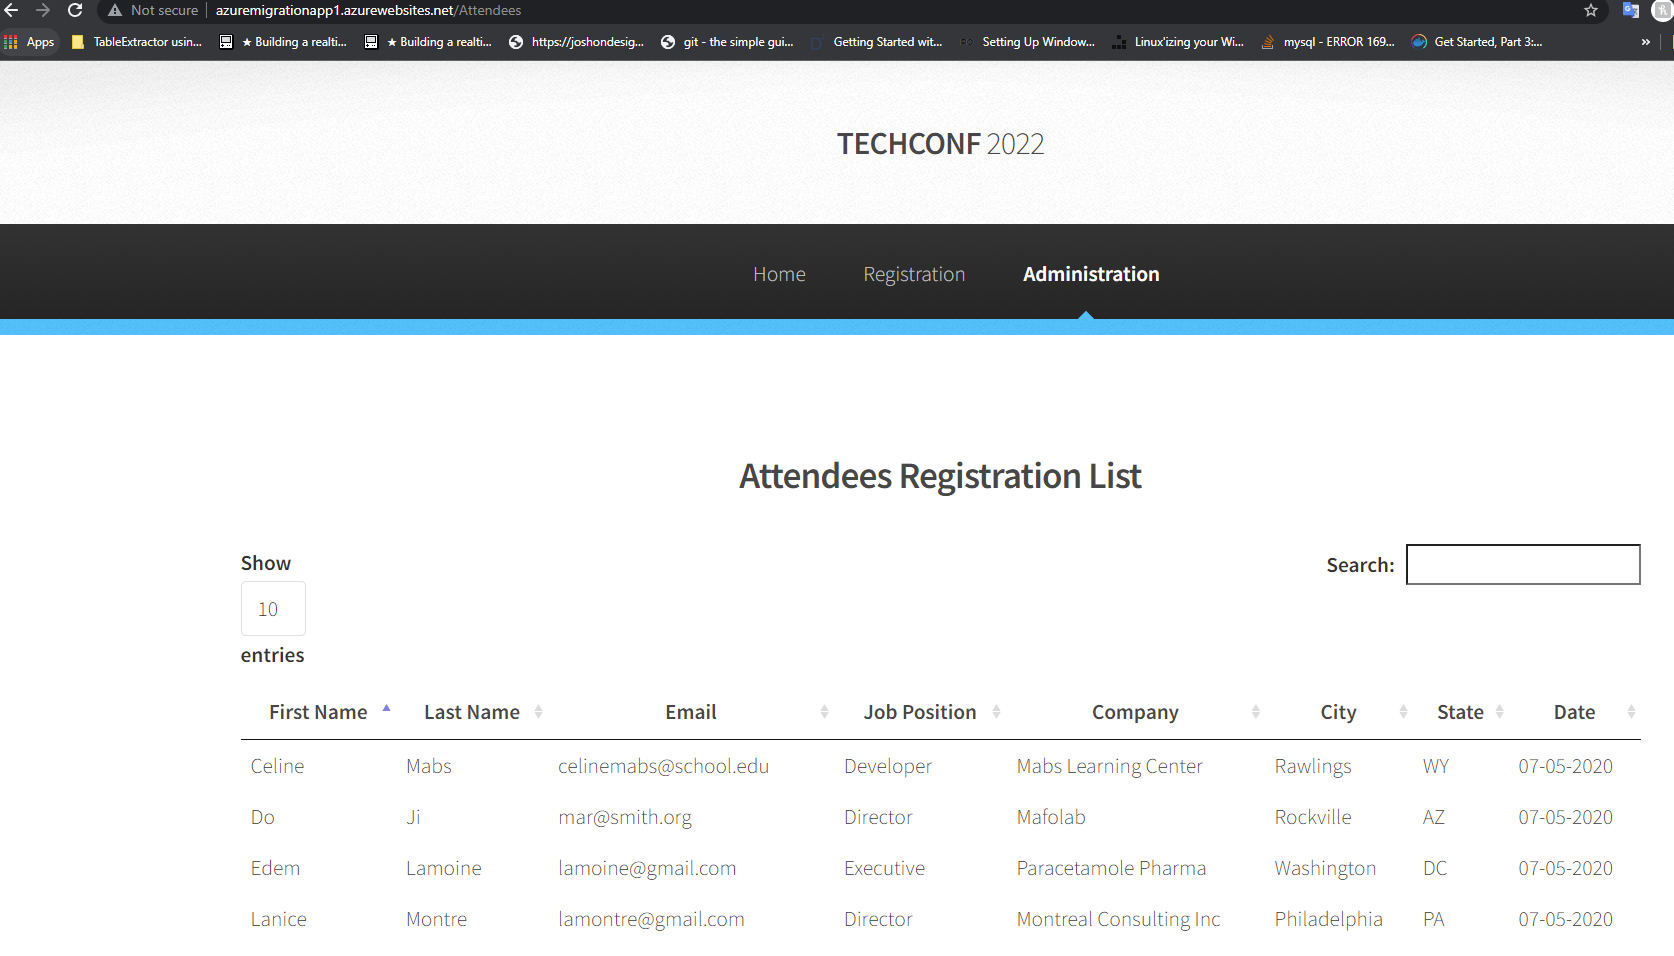 Not secure azuremigrationapp1.azurewebsites.net/Attendees
Apps TableExtractor usin... ★ Building a realti... ★ Building a realti... https://joshondesig... git - the simple gui... Getting Started wit... Setting Up Window... Linux'izing your Wi... mysql - ERROR 169... Get Started, Part 3:... »
TECHCONF 2022
Home Registration Administration
Attendees Registration List
Show
Search:
10
entries
First Name Last Name Email Job Position Company City State Date
Celine Mabs celinemabs@school.edu Developer Mabs Learning Center Rawlings WY 07-05-2020
Do Ji mar@smith.org Director Mafolab Rockville AZ 07-05-2020
Edem Lamoine lamoine@gmail.com Executive Paracetamole Pharma Washington DC 07-05-2020
Lanice Montre lamontre@gmail.com Director Montreal Consulting Inc Philadelphia PA 07-05-2020